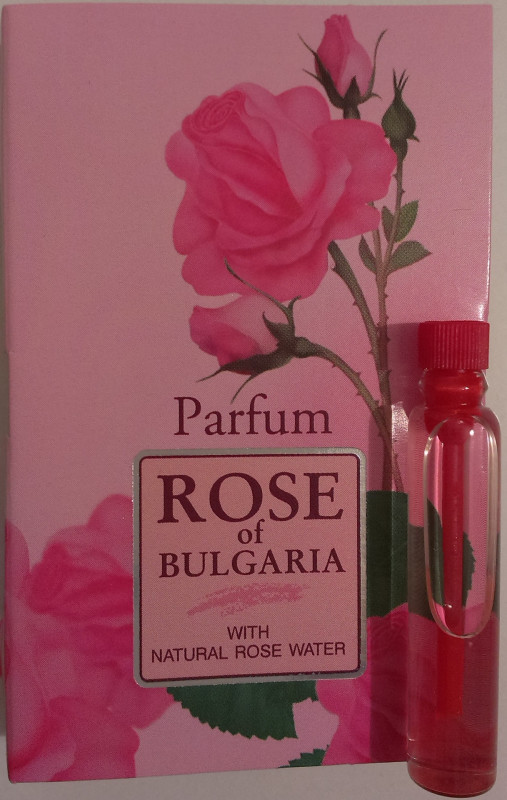 Parfum
ROSE
of
BULGARIA
WITH
NATURAL ROSE WATER